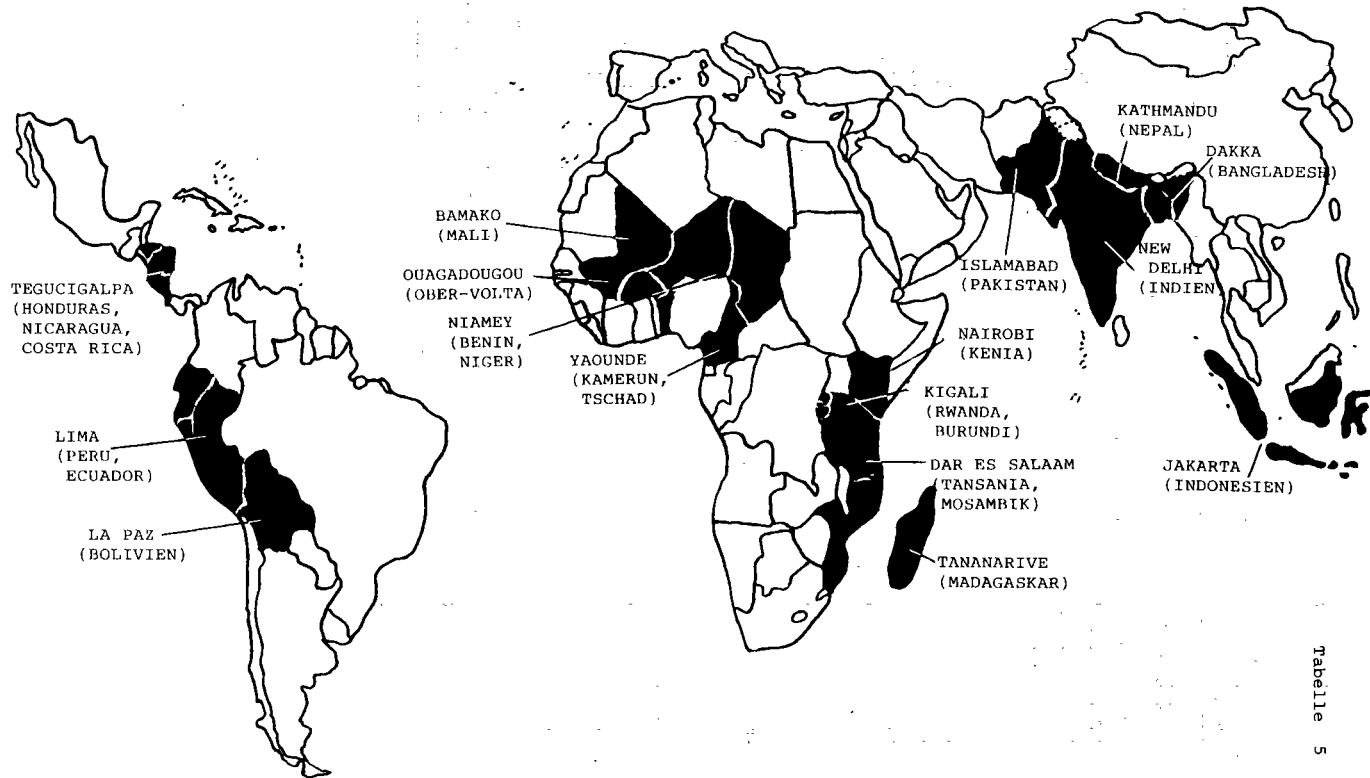 TEGUCIGALPA
(HONDURAS,
NICARAGUA,
COSTA RICA)
LIMA
(PERU,
ECUADOR)
LA PAZ
(BOLIVIEN)
BAMAKO
(MALI)
OUAGADOUGOU
(OBER-VOLTA)
NIAMEY
(BENIN,
NIGER)
YAOUNDE
(KAMERUN,
TSCHAD)
KATHMANDU
(NEPAL)
DAKKA
(BANGLADESH)
ISLAMABAD
(PAKISTAN)
NEW
DELHI
(INDIEN)
NAIROBI
(KENIA)
KIGALI
(RWANDA,
BURUNDI)
DAR ES SALAAM
(TANSANIA,
MOSAMBIK)
TANANARIVE
(MADAGASKAR)
JAKARTA
(INDONESIEN)
Tabelle 5